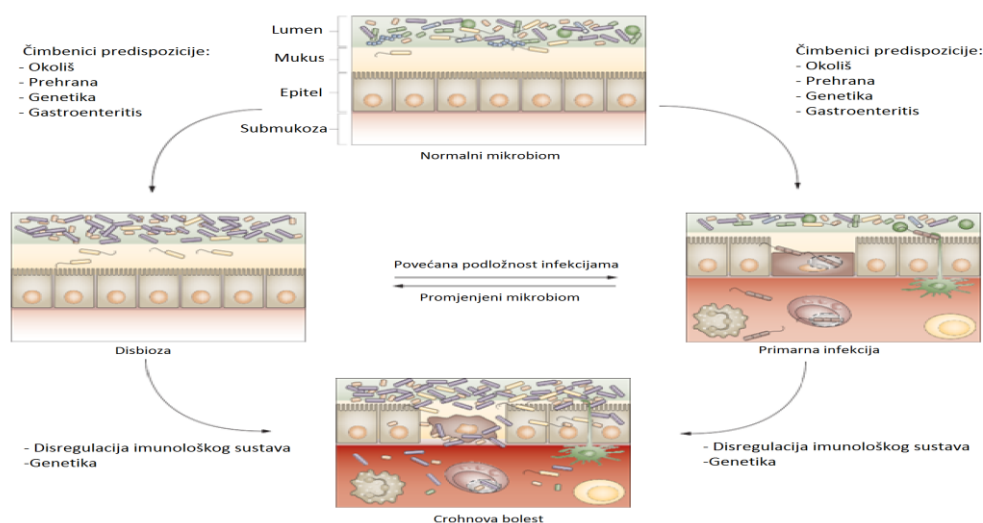 Lumen
Mukus
Epitel
Submukoza
Normalni mikrobiom
Čimbenici predispozicije:
- Okoliš
- Prehrana
- Genetika
- Gastroenteritis
Čimbenici predispozicije:
- Okoliš
- Prehrana
- Genetika
- Gastroenteritis
Povećana podložnost infekcijama
Promjenjeni mikrobiom
Disbioza
Primarna infekcija
- Disregulacija imunološkog sustava
-Genetika
- Disregulacija imunološkog sustava
-Genetika
Crohnova bolest